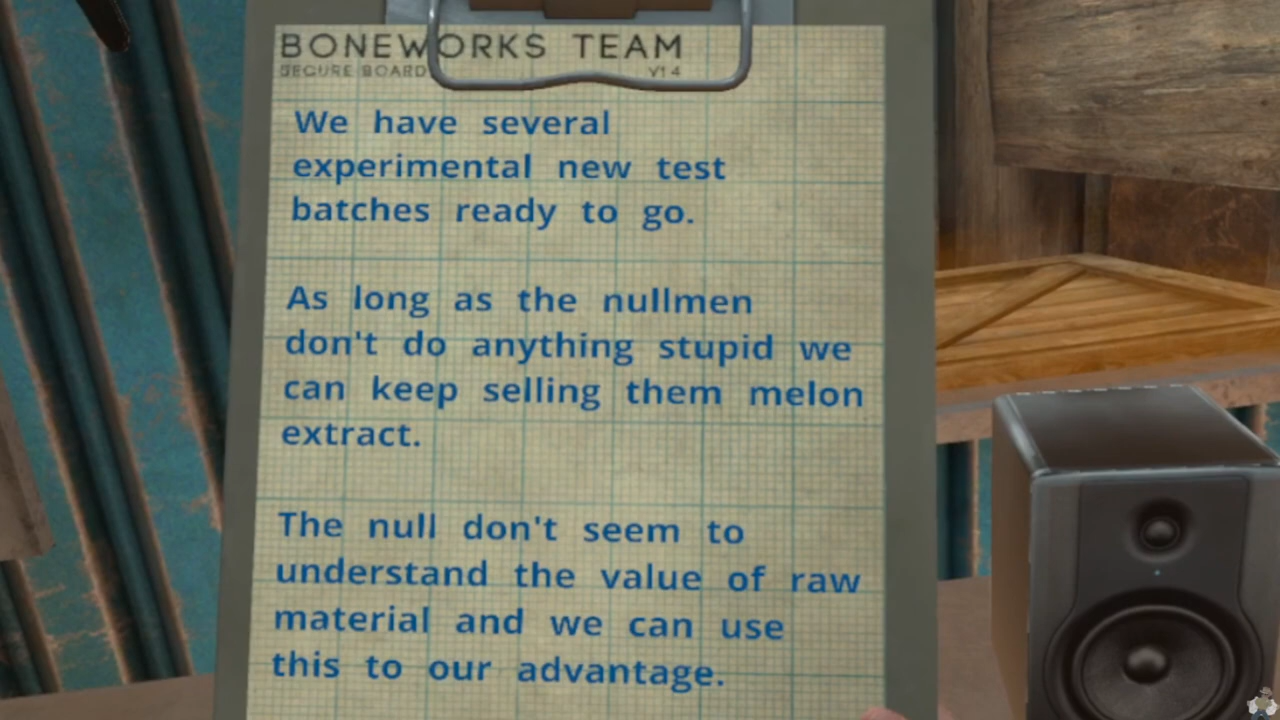 BONEWORKS TEAM
SECURE BOARD V1.4
We have several
experimental new test
batches ready to go.
As long as the nullmen
don't do anything stupid we
can keep selling them melon
extract.
The null don't seem to
understand the value of raw
material and we can use
this to our advantage.